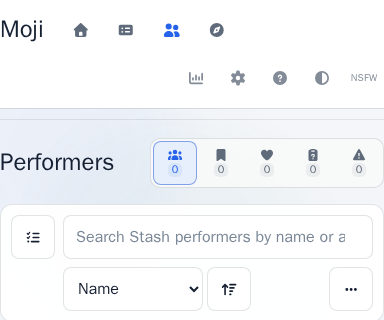 Moji
NSFW
Performers
0 0 0 0 0
Search Stash performers by name or a
Name